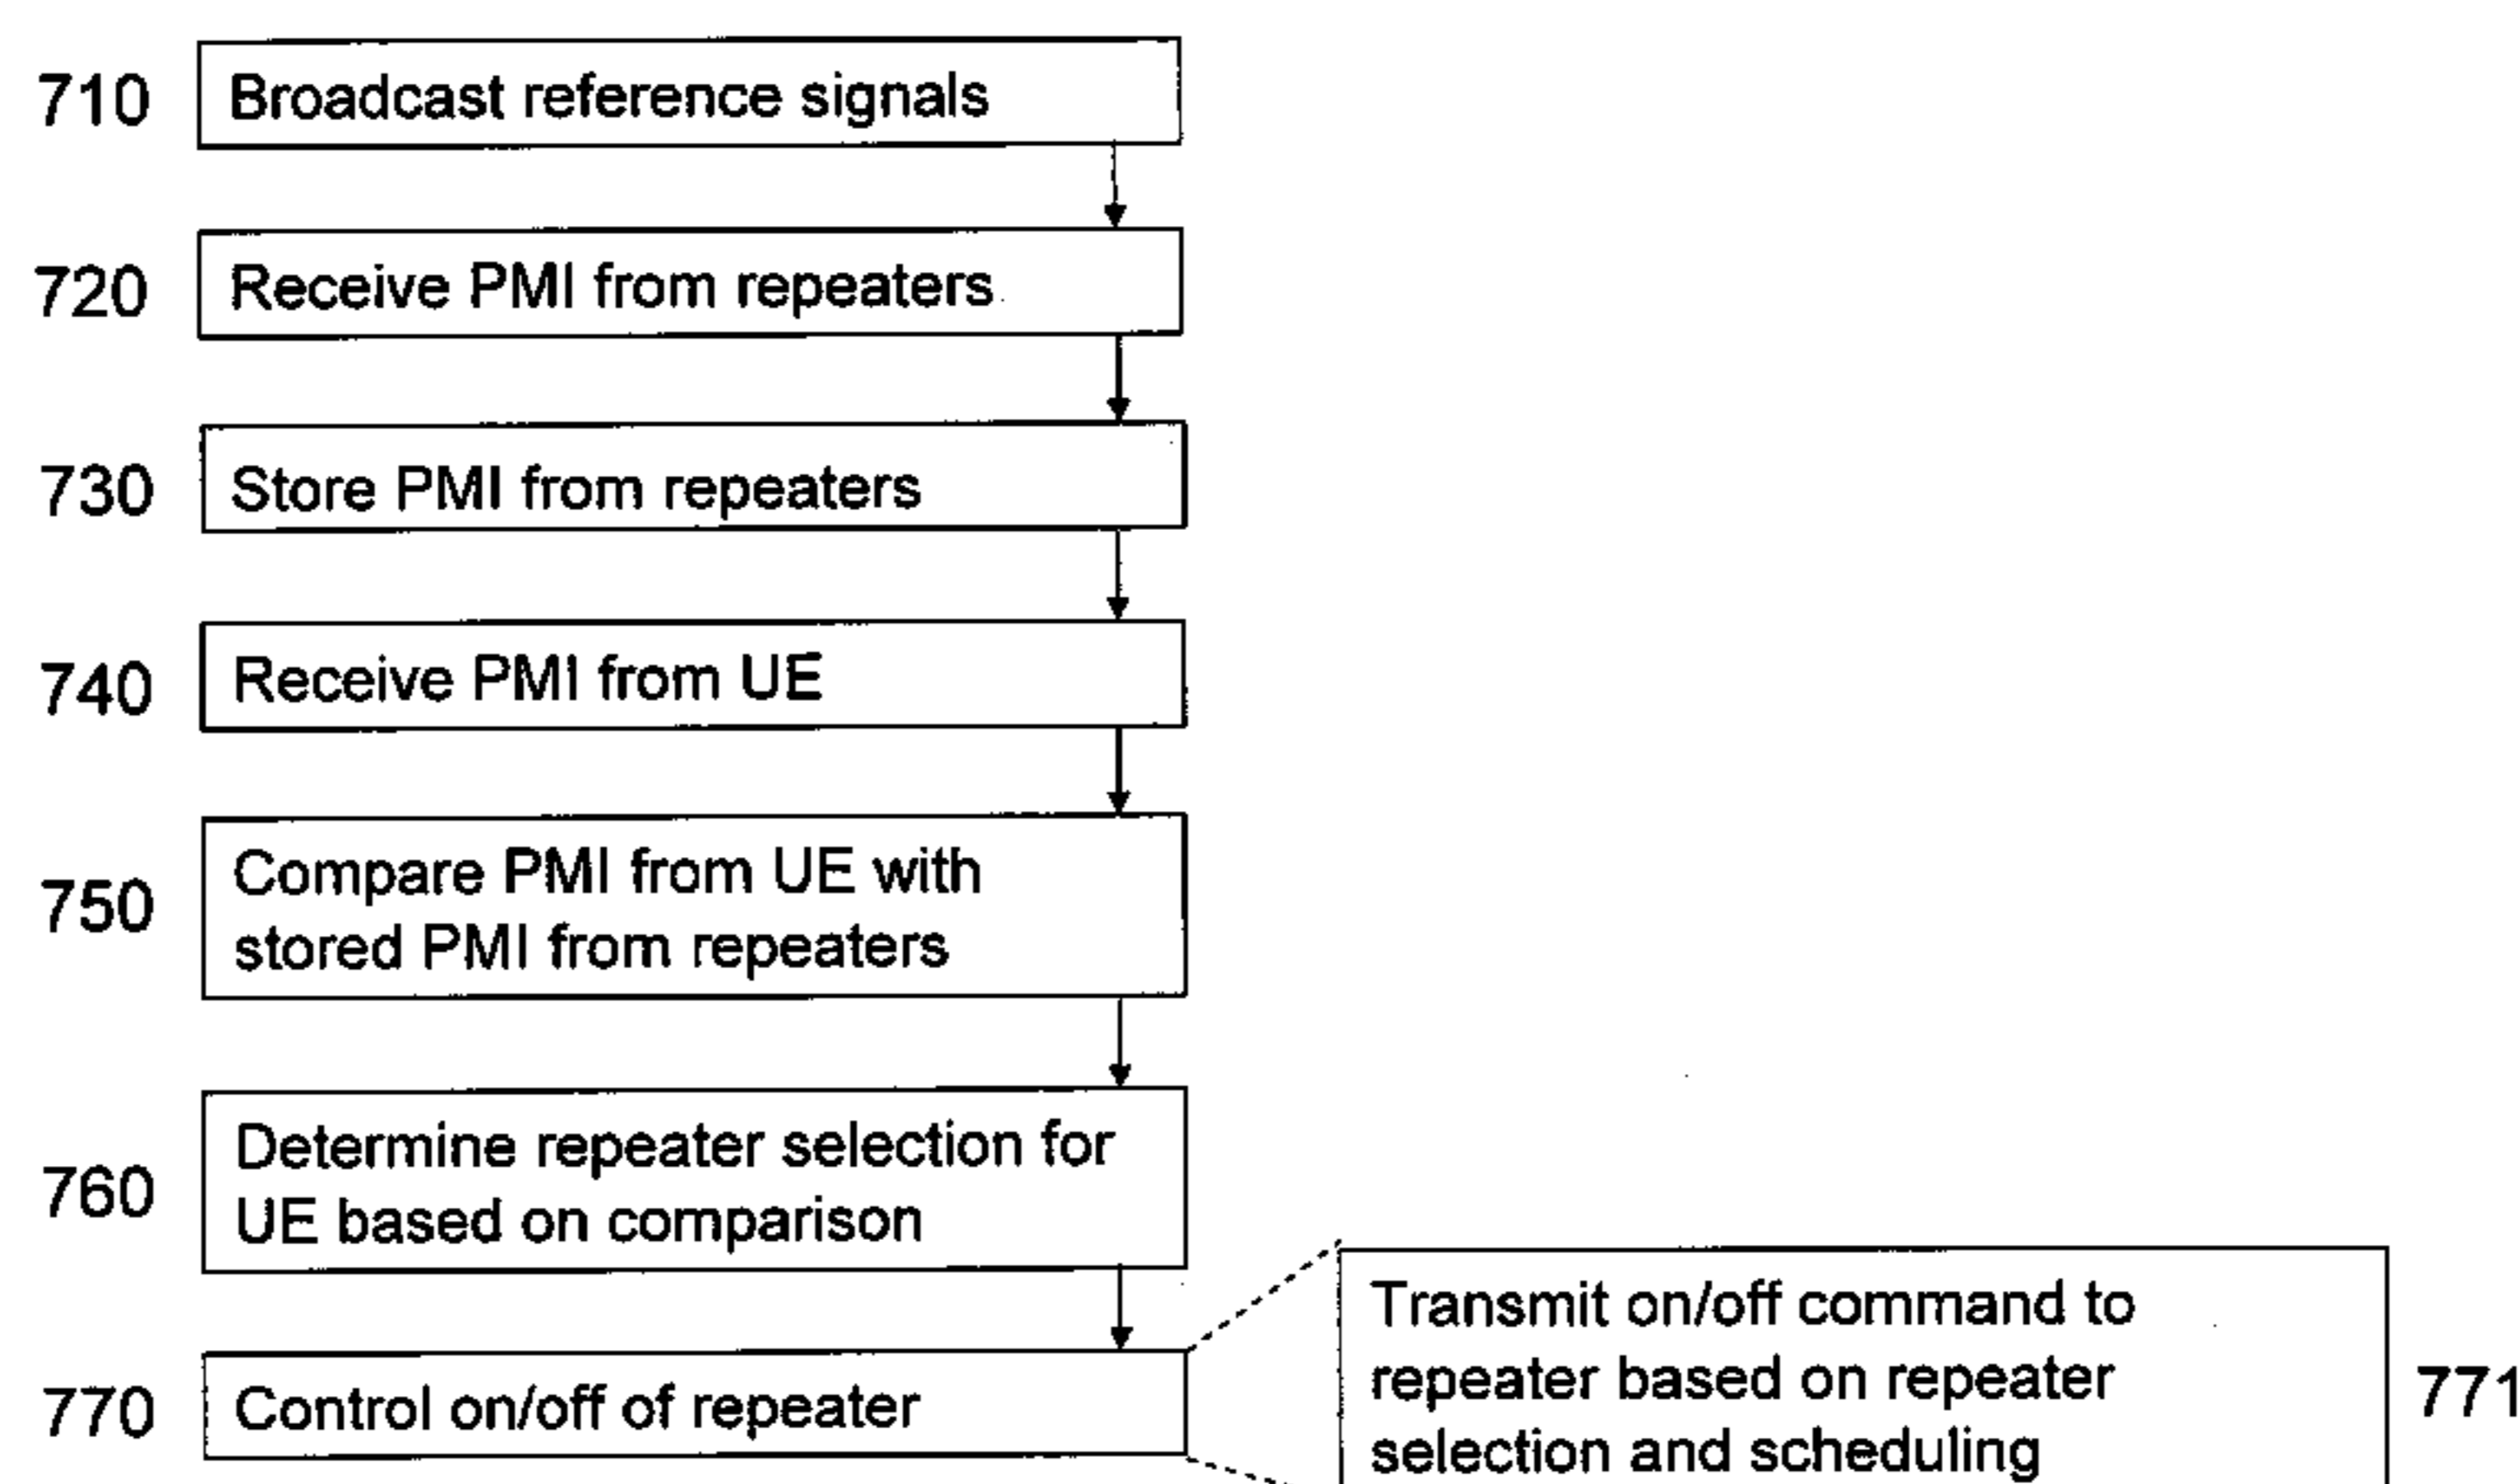 710 Broadcast reference signals
720 Receive PMI from repeaters
730 Store PMI from repeaters
740 Receive PMI from UE
750
Compare PMI from UE with
stored PMI from repeaters
760
Determine repeater selection for
UE based on comparison
770 Control on/off of repeater
Transmit on/off command to
repeater based on repeater
selection and scheduling
771